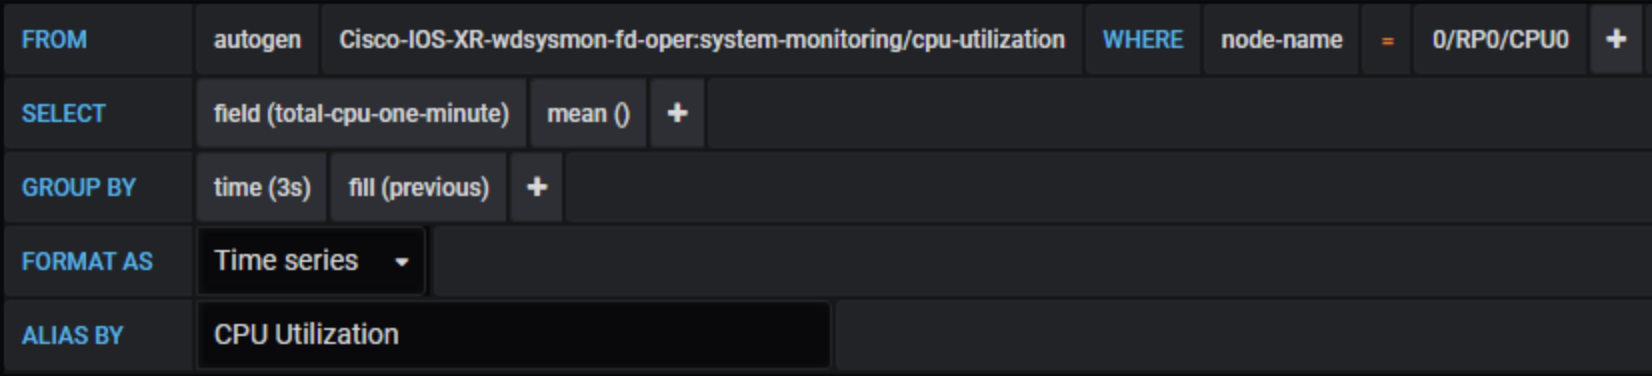 FROM autogen Cisco-IOS-XR-wdsysmon-fd-oper:system-monitoring/cpu-utilization WHERE node-name = 0/RP0/CPU0 +
SELECT field (total-cpu-one-minute) mean () +
GROUP BY time (3s) fill (previous) +
FORMAT AS Time series
ALIAS BY CPU Utilization